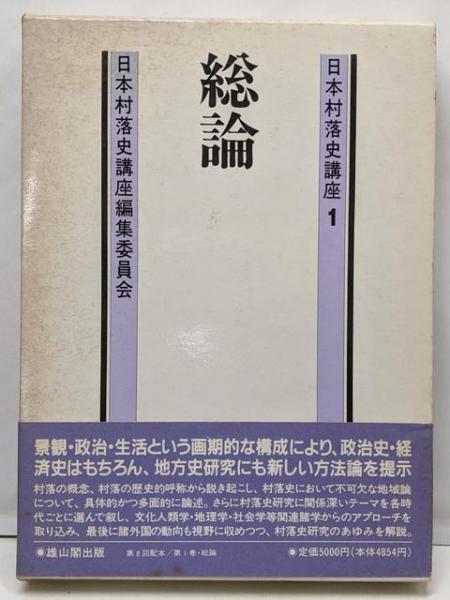 日本村落史講座 1
総論
日本村落史講座編集委員会
景観・政治・生活という画期的な構成により、政治史・経
済史はもちろん、地方史研究にも新しい方法論を提示
村落の概念、村落の歴史的呼称から説き起こし、村落史において不可欠な地域論
について、具体的かつ多面的に論述。さらに村落史研究に関係深いテーマを各時
代ごとに選んで叙し、文化人類学・地理学・社会学等関連諸学からのアプローチを
取り込み、最後に諸外国の動向も視野に収めつつ、村落史研究のあゆみを解説。
●雄山閣出版 第6回配本/第1巻・総論 ●定価5000円(本体4854円)